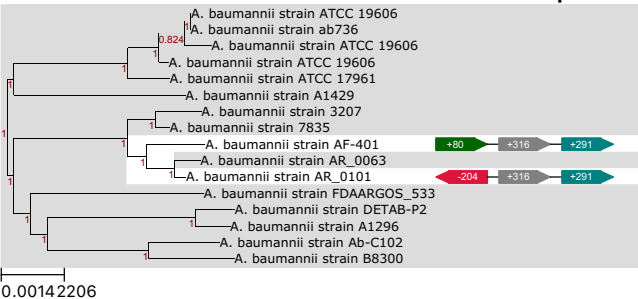 A. baumannii strain ATCC 19606
1 A. baumannii strain ab736
0.824 A. baumannii strain ATCC 19606
1 A. baumannii strain ATCC 19606
1 A. baumannii strain ATCC 17961
1 A. baumannii strain A1429
A. baumannii strain 3207
1
1 A. baumannii strain 7835
A. baumannii strain AF-401 +80 +316 +291
1 A. baumannii strain AR_0063
1 1 A. baumannii strain AR_0101 -204 +316 +291
A. baumannii strain FDAARGOS_533
A. baumannii strain DETAB-P2
1 1 A. baumannii strain A1296
1 A. baumannii strain Ab-C102
1 A. baumannii strain B8300
0.00142206